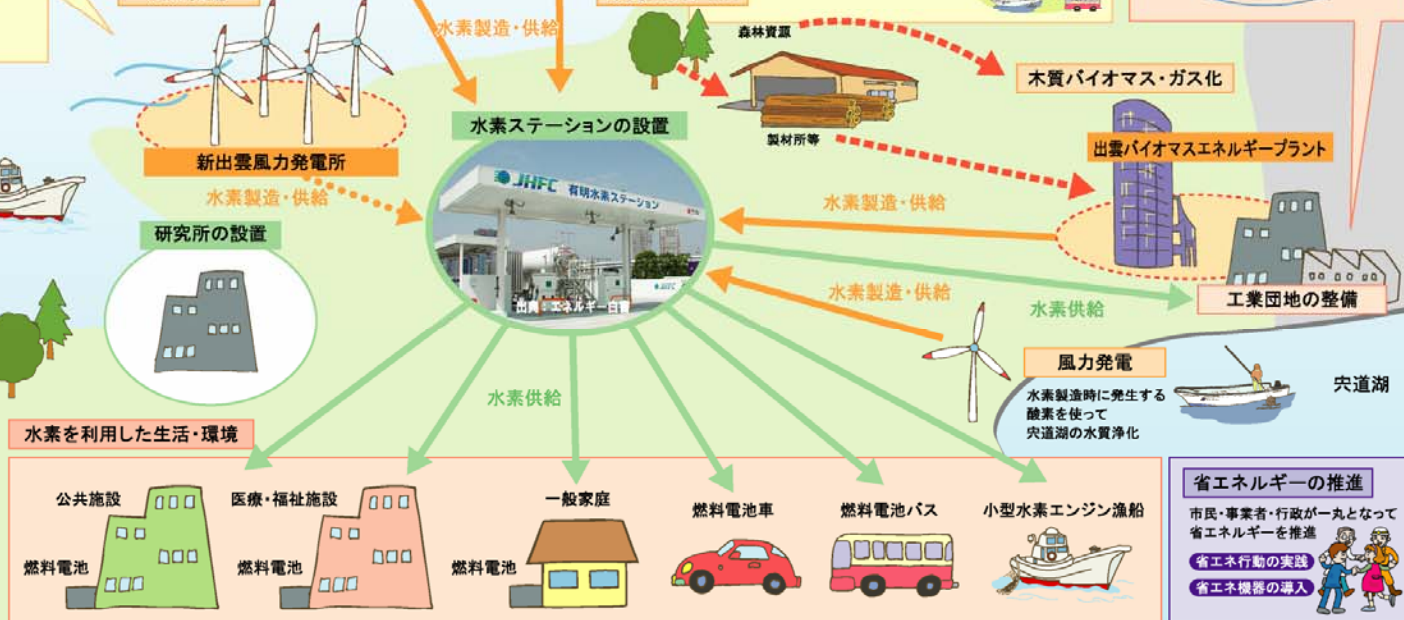 水素製造・供給
森林資源
木質バイオマス・ガス化
水素ステーションの設置
製材所等
出雲バイオマスエネルギープラント
新出雲風力発電所
水素製造・供給
JHFC 有明水素ステーション
水素製造・供給
研究所の設置
出典：エネルギー白書
水素製造・供給
水素供給
工業団地の整備
風力発電
水素製造時に発生する
酸素を使って
宍道湖の水質浄化
宍道湖
水素供給
水素を利用した生活・環境
公共施設
燃料電池
医療・福祉施設
燃料電池
一般家庭
燃料電池
燃料電池車
燃料電池バス
小型水素エンジン漁船
省エネルギーの推進
市民・事業者・行政が一丸となって
省エネルギーを推進
省エネ行動の実践
省エネ機器の導入